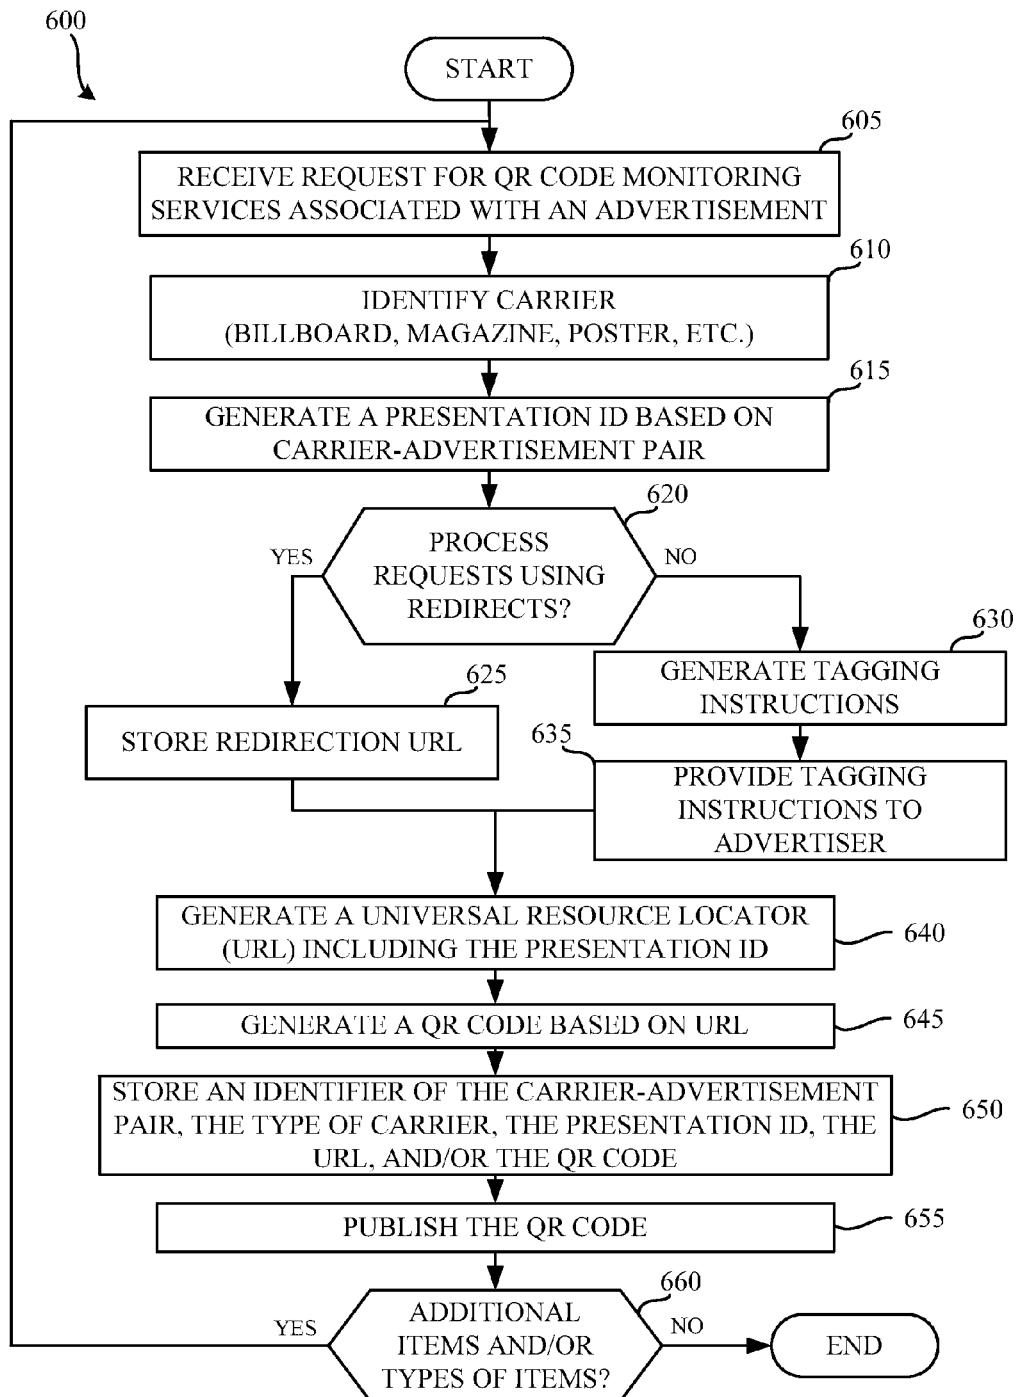 600
START
605
RECEIVE REQUEST FOR QR CODE MONITORING
SERVICES ASSOCIATED WITH AN ADVERTISEMENT
610
IDENTIFY CARRIER
(BILLBOARD, MAGAZINE, POSTER, ETC.)
615
GENERATE A PRESENTATION ID BASED ON
CARRIER-ADVERTISEMENT PAIR
620
PROCESS
REQUESTS USING
REDIRECTS?
YES
NO
625
STORE REDIRECTION URL
630
GENERATE TAGGING
INSTRUCTIONS
635
PROVIDE TAGGING
INSTRUCTIONS TO
ADVERTISER
GENERATE A UNIVERSAL RESOURCE LOCATOR
(URL) INCLUDING THE PRESENTATION ID
640
GENERATE A QR CODE BASED ON URL
645
STORE AN IDENTIFIER OF THE CARRIER-ADVERTISEMENT
PAIR, THE TYPE OF CARRIER, THE PRESENTATION ID, THE
URL, AND/OR THE QR CODE
650
PUBLISH THE QR CODE
655
660
ADDITIONAL
ITEMS AND/OR
TYPES OF ITEMS?
YES
NO
END